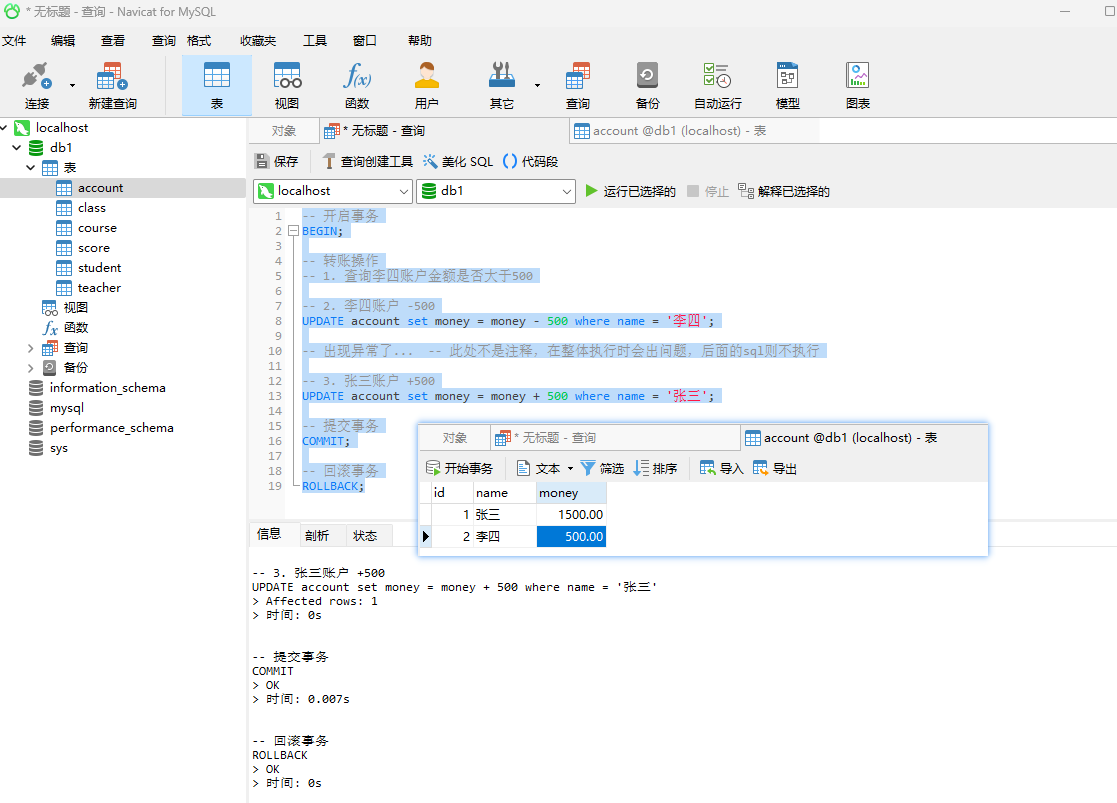 * 无标题 - 查询 - Navicat for MySQL
文件 编辑 查看 查询 格式 收藏夹 工具 窗口 帮助
连接 新建查询 表 视图 函数 用户 其它 查询 备份 自动运行 模型 图表
localhost
db1
表
account
class
course
score
student
teacher
视图
函数
查询
备份
information_schema
mysql
performance_schema
sys
对象 * 无标题 - 查询 account @db1 (localhost) - 表
保存 查询创建工具 美化 SQL () 代码段
localhost db1 运行已选择的 停止 解释已选择的
1 -- 开启事务
2 BEGIN;
3
4 -- 转账操作
5 -- 1. 查询李四账户金额是否大于500
6
7 -- 2. 李四账户 -500
8 UPDATE account set money = money - 500 where name = '李四';
9
10 -- 出现异常了... -- 此处不是注释，在整体执行时会出问题，后面的sql则不执行
11
12 -- 3. 张三账户 +500
13 UPDATE account set money = money + 500 where name = '张三';
14
15 -- 提交事务
16 COMMIT;
17
18 -- 回滚事务
19 ROLLBACK;
对象 * 无标题 - 查询 account @db1 (localhost) - 表
开始事务 文本 筛选 排序 导入 导出
id name money
1 张三 1500.00
2 李四 500.00
信息 剖析 状态
-- 3. 张三账户 +500
UPDATE account set money = money + 500 where name = '张三'
> Affected rows: 1
> 时间: 0s
-- 提交事务
COMMIT
> OK
> 时间: 0.007s
-- 回滚事务
ROLLBACK
> OK
> 时间: 0s